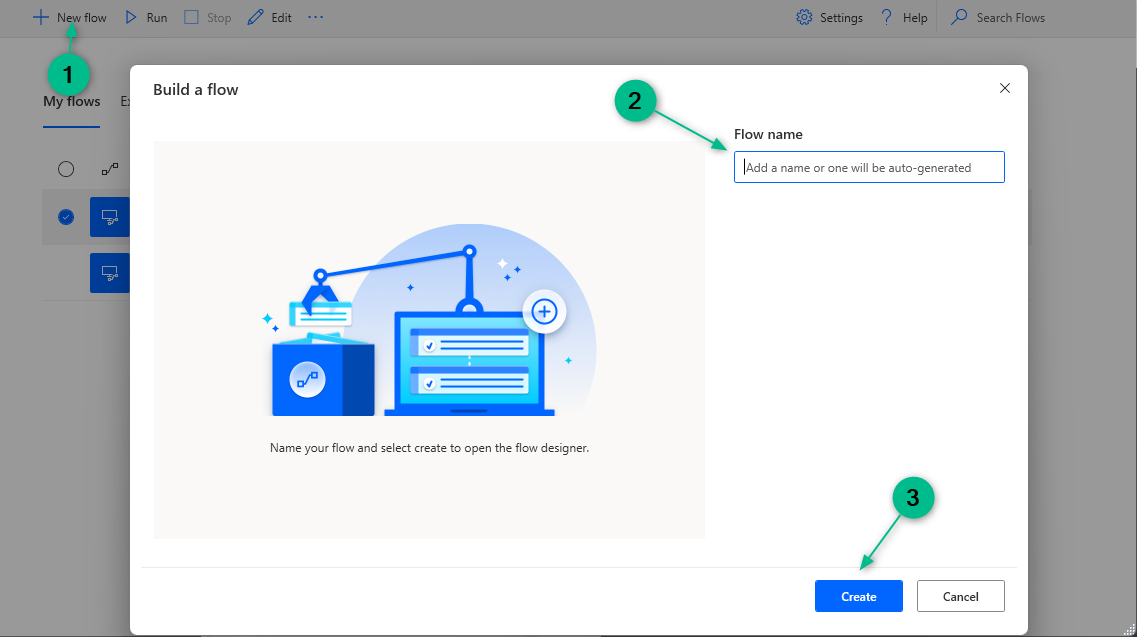 New flow Run Stop Edit ··· Settings Help Search Flows
1
My flows
Build a flow
2
Flow name
Add a name or one will be auto-generated
Name your flow and select create to open the flow designer.
3
Create Cancel